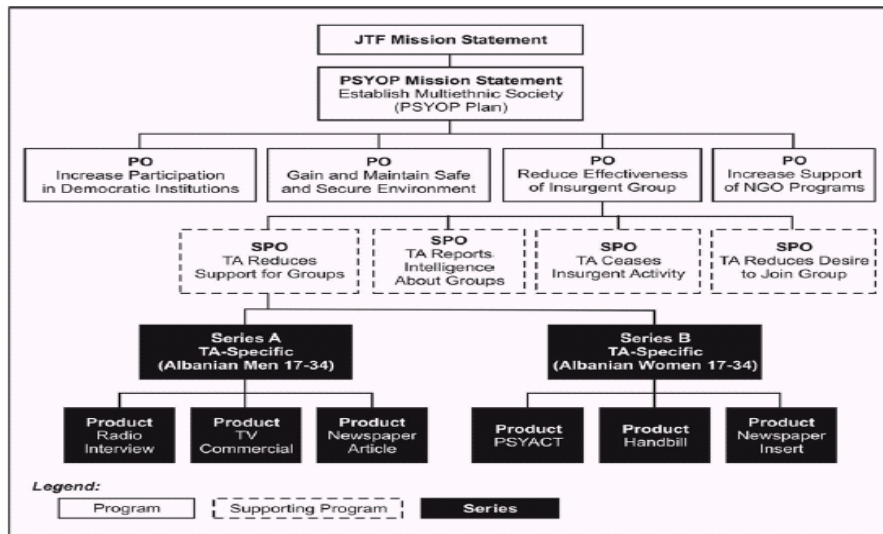 JTF Mission Statement
PSYOP Mission Statement
Establish Multiethnic Society
(PSYOP Plan)
PO
Increase Participation
in Democratic Institutions
PO
Gain and Maintain Safe
and Secure Environment
PO
Reduce Effectiveness
of Insurgent Group
PO
Increase Support
of NGO Programs
SPO
TA Reduces
Support for Groups
SPO
TA Reports
Intelligence
About Groups
SPO
TA Ceases
Insurgent Activity
SPO
TA Reduces Desire
to Join Group
Series A
TA-Specific
(Albanian Men 17-34)
Series B
TA-Specific
(Albanian Women 17-34)
Product
Radio
Interview
Product
TV
Commercial
Product
Newspaper
Article
Product
PSYACT
Product
Handbill
Product
Newspaper
Insert
Legend:
Program
Supporting Program
Series